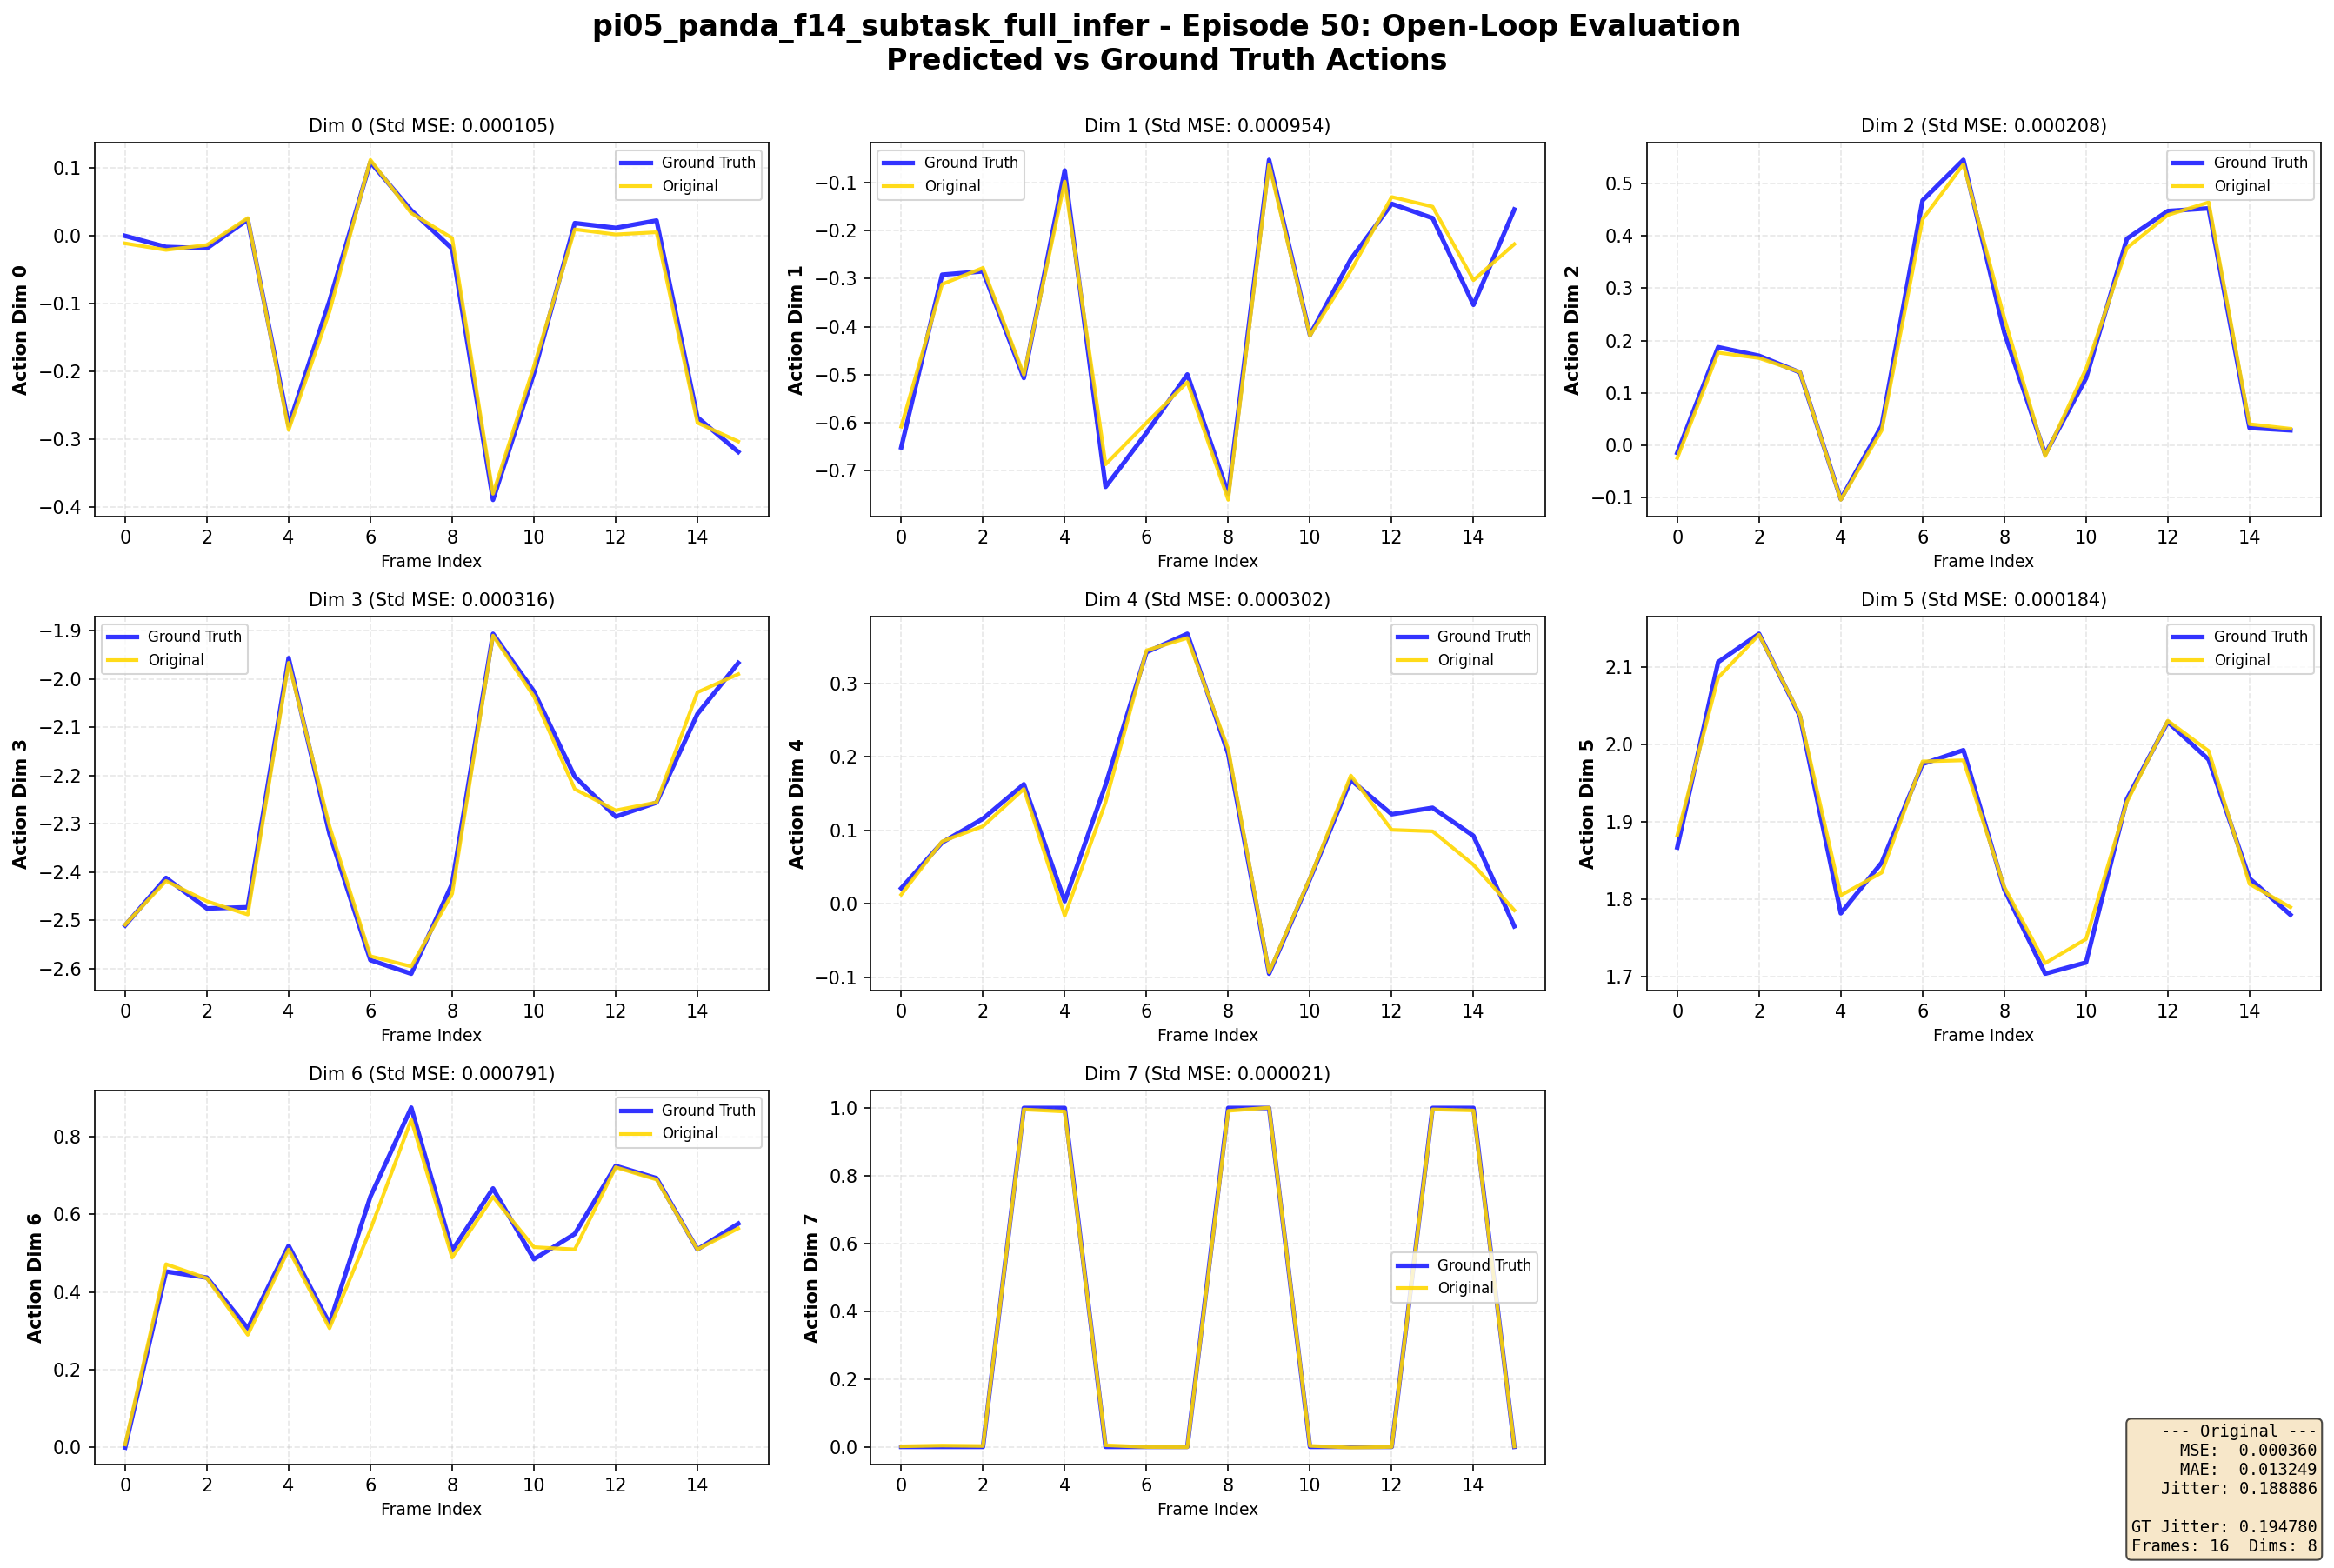 pi05_panda_f14_subtask_full_infer - Episode 50: Open-Loop Evaluation
Predicted vs Ground Truth Actions
Dim 0 (Std MSE: 0.000105)
Action Dim 0
0.1
0.0
−0.1
−0.2
−0.3
−0.4
Ground Truth
Original
0 2 4 6 8 10 12 14
Frame Index
Dim 1 (Std MSE: 0.000954)
Action Dim 1
−0.1
−0.2
−0.3
−0.4
−0.5
−0.6
−0.7
Ground Truth
Original
0 2 4 6 8 10 12 14
Frame Index
Dim 2 (Std MSE: 0.000208)
Action Dim 2
0.5
0.4
0.3
0.2
0.1
0.0
−0.1
Ground Truth
Original
0 2 4 6 8 10 12 14
Frame Index
Dim 3 (Std MSE: 0.000316)
Action Dim 3
−1.9
−2.0
−2.1
−2.2
−2.3
−2.4
−2.5
−2.6
Ground Truth
Original
0 2 4 6 8 10 12 14
Frame Index
Dim 4 (Std MSE: 0.000302)
Action Dim 4
0.3
0.2
0.1
0.0
−0.1
Ground Truth
Original
0 2 4 6 8 10 12 14
Frame Index
Dim 5 (Std MSE: 0.000184)
Action Dim 5
2.1
2.0
1.9
1.8
1.7
Ground Truth
Original
0 2 4 6 8 10 12 14
Frame Index
Dim 6 (Std MSE: 0.000791)
Action Dim 6
0.8
0.6
0.4
0.2
0.0
Ground Truth
Original
0 2 4 6 8 10 12 14
Frame Index
Dim 7 (Std MSE: 0.000021)
Action Dim 7
1.0
0.8
0.6
0.4
0.2
0.0
Ground Truth
Original
0 2 4 6 8 10 12 14
Frame Index
--- Original ---
MSE: 0.000360
MAE: 0.013249
Jitter: 0.188886
GT Jitter: 0.194780
Frames: 16 Dims: 8